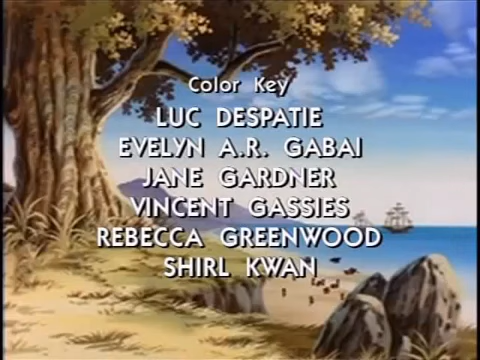 Color Key
LUC DESPATIE
EVELYN A.R. GABAI
JANE GARDNER
VINCENT GASSIES
REBECCA GREENWOOD
SHIRL KWAN